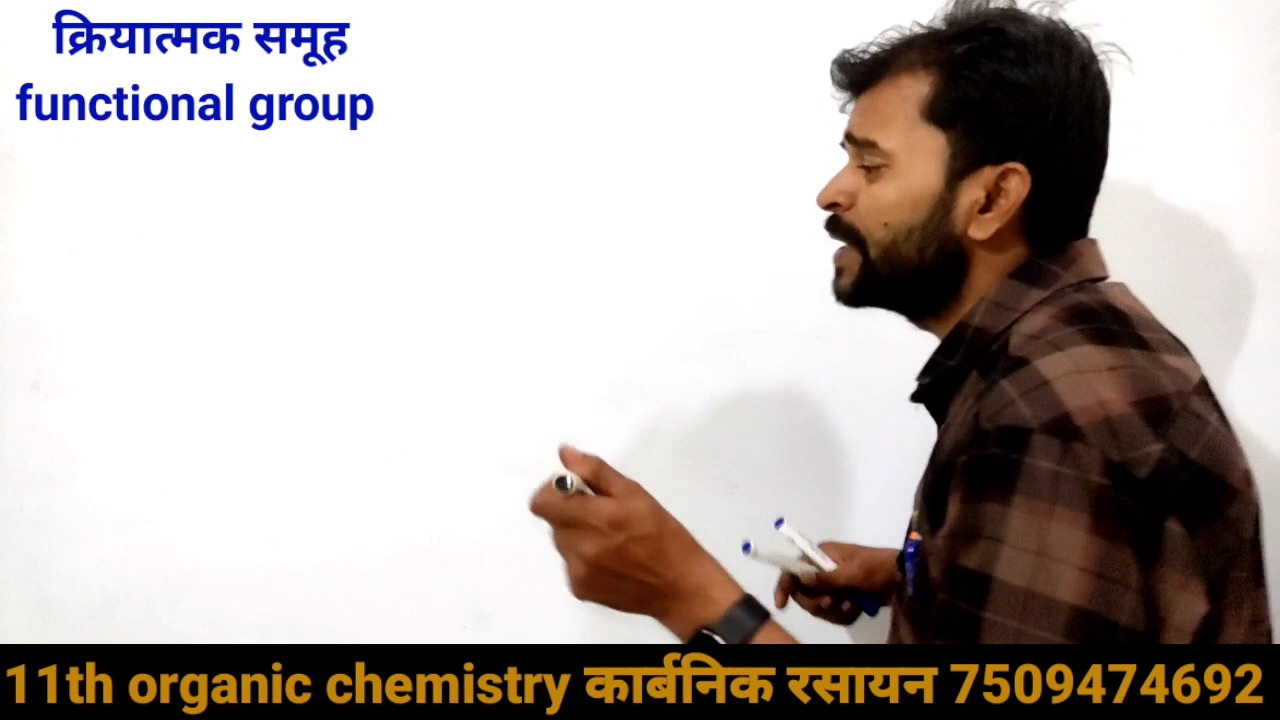 क्रियात्मक समूह
functional group
11th organic chemistry कार्बनिक रसायन 7509474692